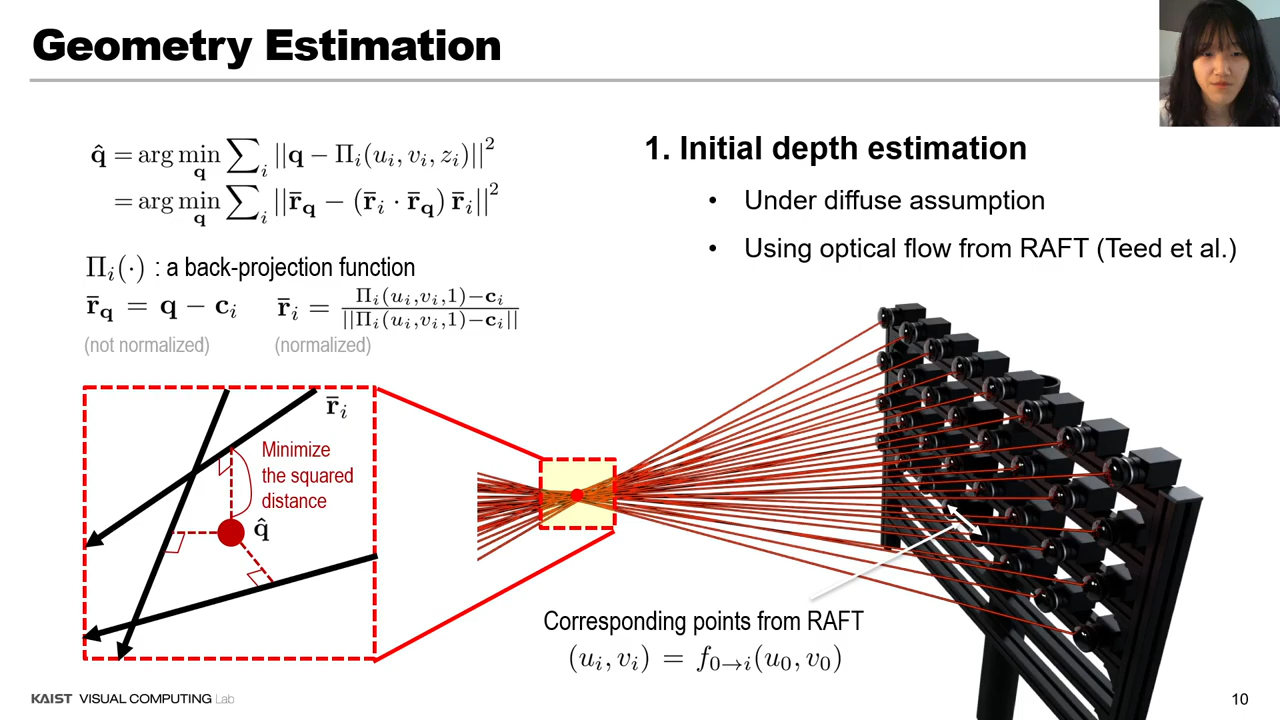 Geometry Estimation
q̂ = arg min_q ∑_i ||q − Π_i(u_i, v_i, z_i)||²
= arg min_q ∑_i ||r̄_q − (r̄_i · r̄_q) r̄_i||²
Π_i(·) : a back-projection function
r̄_q = q − c_i
(not normalized)
r̄_i = (Π_i(u_i,v_i,1)−c_i) / ||Π_i(u_i,v_i,1)−c_i||
(normalized)
1. Initial depth estimation
• Under diffuse assumption
• Using optical flow from RAFT (Teed et al.)
r̄_i
Minimize
the squared
distance
q̂
Corresponding points from RAFT
(u_i, v_i) = f_{0→i}(u_0, v_0)
KAIST VISUAL COMPUTING Lab
10